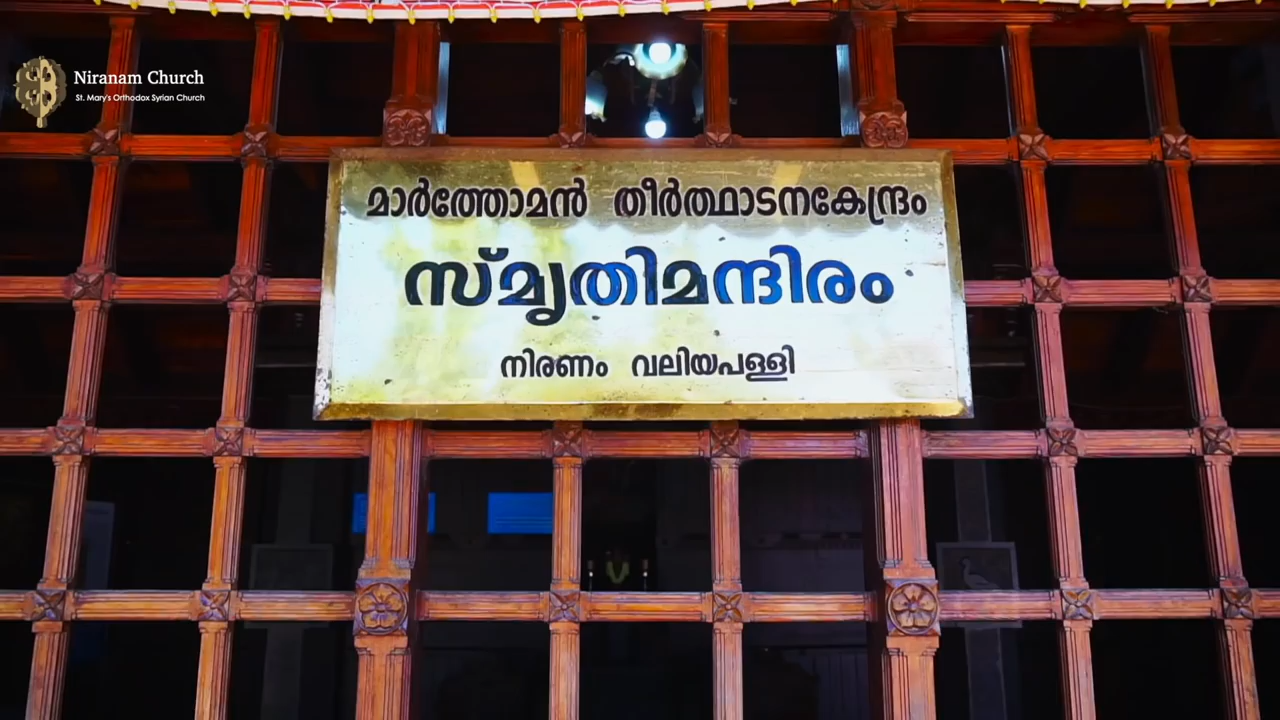 Niranam Church
St. Mary's Orthodox Syrian Church
മാർത്തോമൻ തീർത്ഥാടനകേന്ദ്രം
സ്മൃതിമന്ദിരം
നിരണം വലിയപള്ളി